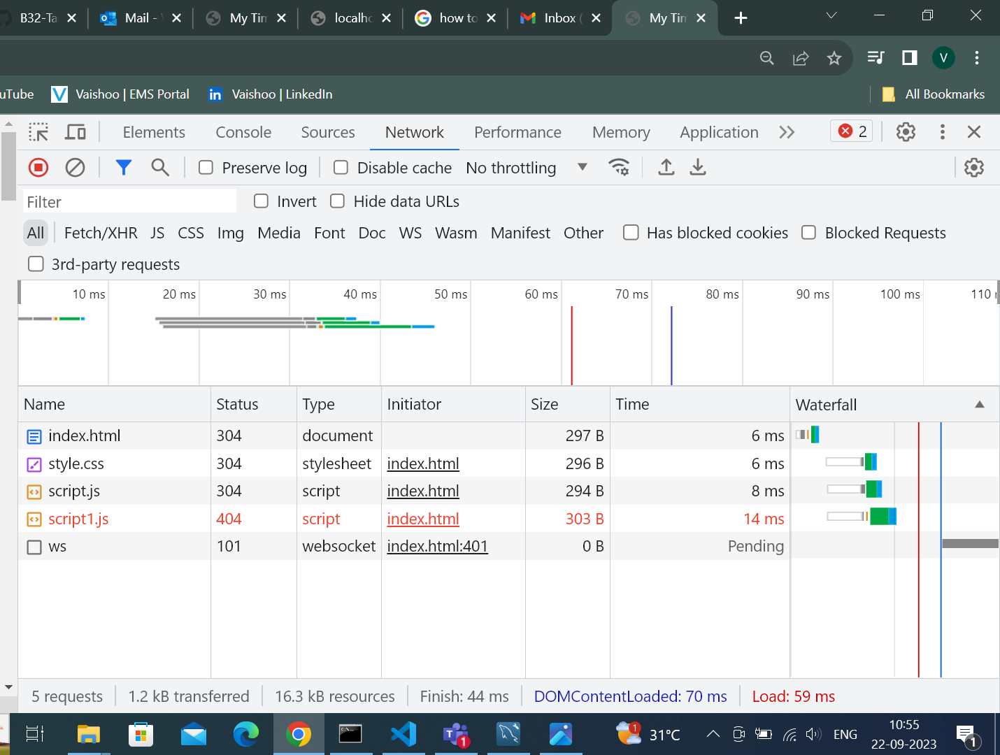 B32-Ta
Mail -
My Tim
localho
how to
Inbox (
My Tim
V
uTube
Vaishoo | EMS Portal
in
Vaishoo | LinkedIn
All Bookmarks
Elements Console Sources Network Performance Memory Application 2
Preserve log Disable cache No throttling
Filter Invert Hide data URLs
All Fetch/XHR JS CSS Img Media Font Doc WS Wasm Manifest Other Has blocked cookies Blocked Requests
3rd-party requests
10 ms 20 ms 30 ms 40 ms 50 ms 60 ms 70 ms 80 ms 90 ms 100 ms 110
Name Status Type Initiator Size Time Waterfall
index.html 304 document 297 B 6 ms
style.css 304 stylesheet index.html 296 B 6 ms
script.js 304 script index.html 294 B 8 ms
script1.js 404 script index.html 303 B 14 ms
ws 101 websocket index.html:401 0 B Pending
5 requests 1.2 kB transferred 16.3 kB resources Finish: 44 ms DOMContentLoaded: 70 ms Load: 59 ms
1
1
31°C
ENG
10:55
22-09-2023
1